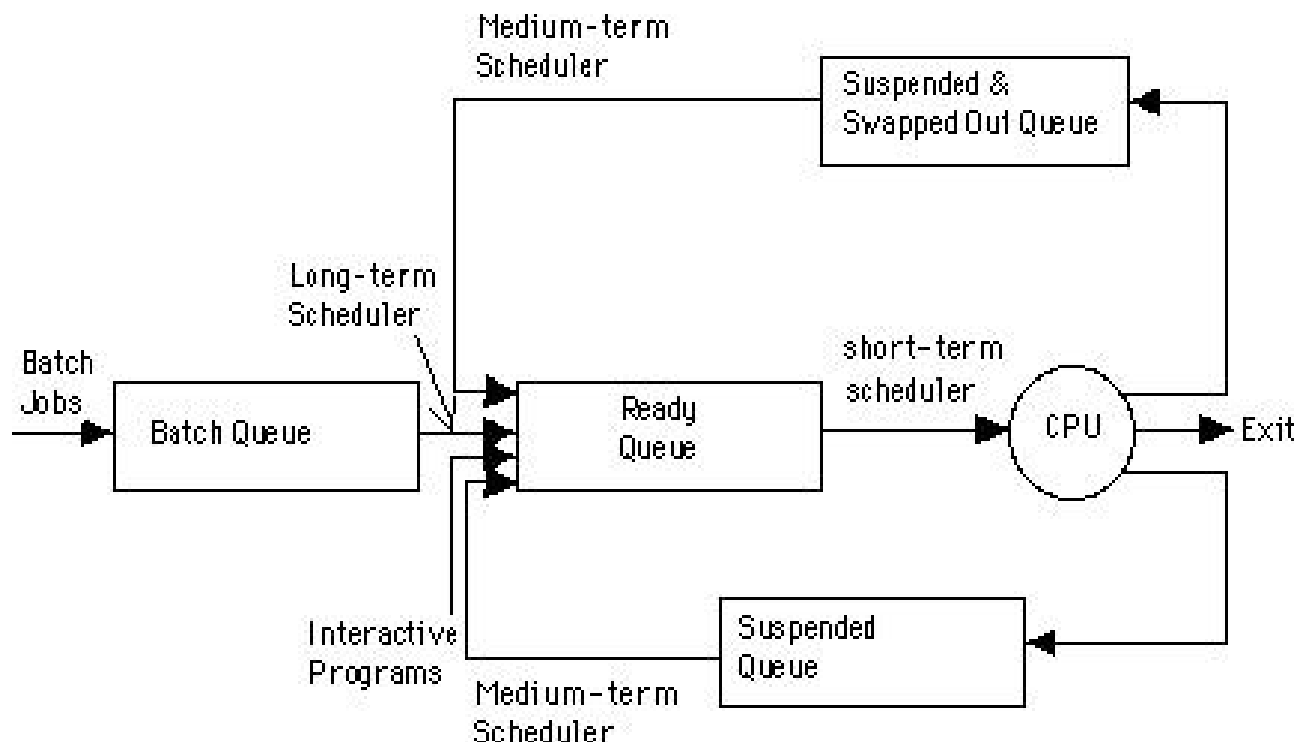 Medium-term
Scheduler
Suspended &
Swapped Out Queue
Long-term
Scheduler
Batch
Jobs
Batch Queue
Ready
Queue
short-term
scheduler
CPU
Exit
Interactive
Programs
Suspended
Queue
Medium-term
Scheduler